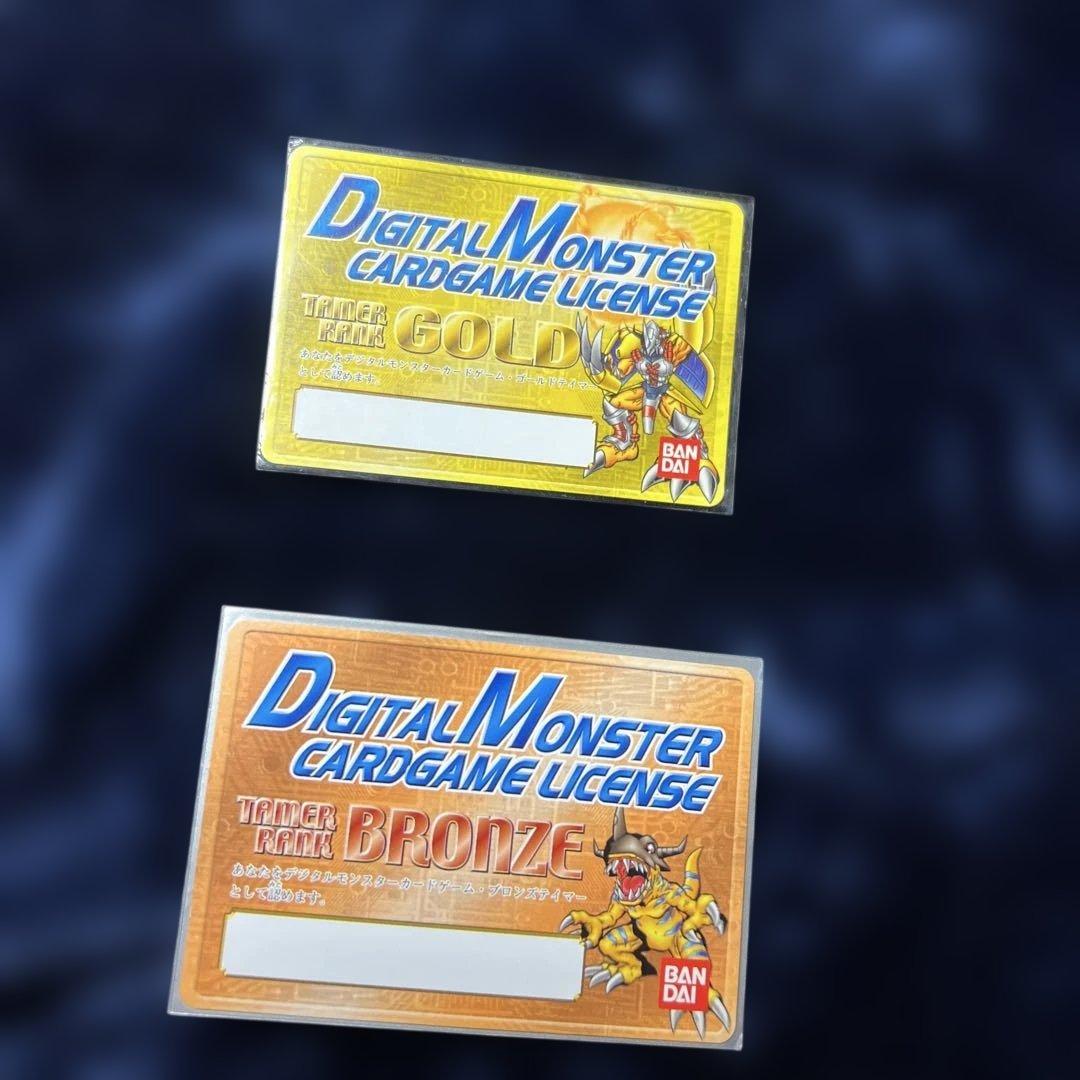 DIGITAL MONSTER
CARDGAME LICENSE
TAMER
RANK GOLD
あなたをデジタルモンスターカードゲーム・ゴールドテイマー
として認めます。
BAN
DAI
DIGITAL MONSTER
CARDGAME LICENSE
TAMER
RANK BRONZE
あなたをデジタルモンスターカードゲーム・ブロンズテイマー
として認めます。
BAN
DAI